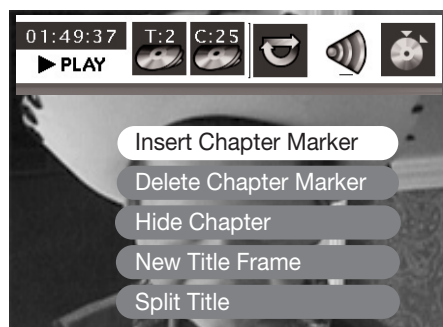 01:49:37 T:2 C:25
PLAY
Insert Chapter Marker
Delete Chapter Marker
Hide Chapter
New Title Frame
Split Title